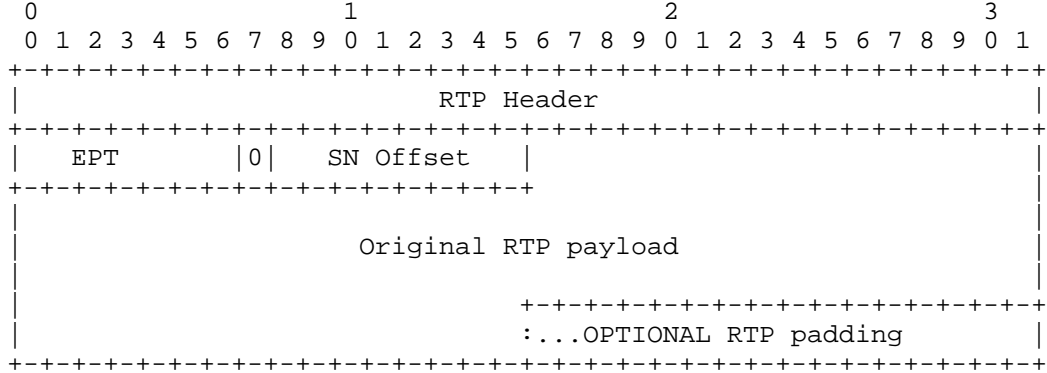 0                   1                   2                   3
 0 1 2 3 4 5 6 7 8 9 0 1 2 3 4 5 6 7 8 9 0 1 2 3 4 5 6 7 8 9 0 1
+-+-+-+-+-+-+-+-+-+-+-+-+-+-+-+-+-+-+-+-+-+-+-+-+-+-+-+-+-+-+-+-+
|                          RTP Header                           |
+-+-+-+-+-+-+-+-+-+-+-+-+-+-+-+-+-+-+-+-+-+-+-+-+-+-+-+-+-+-+-+-+
|   EPT       |0|   SN Offset   |                               |
+-+-+-+-+-+-+-+-+-+-+-+-+-+-+-+-+                               |
|                                                               |
|                     Original RTP payload                      |
|                                                               |
|                               +-+-+-+-+-+-+-+-+-+-+-+-+-+-+-+-+
|                               :...OPTIONAL RTP padding        |
+-+-+-+-+-+-+-+-+-+-+-+-+-+-+-+-+-+-+-+-+-+-+-+-+-+-+-+-+-+-+-+-+